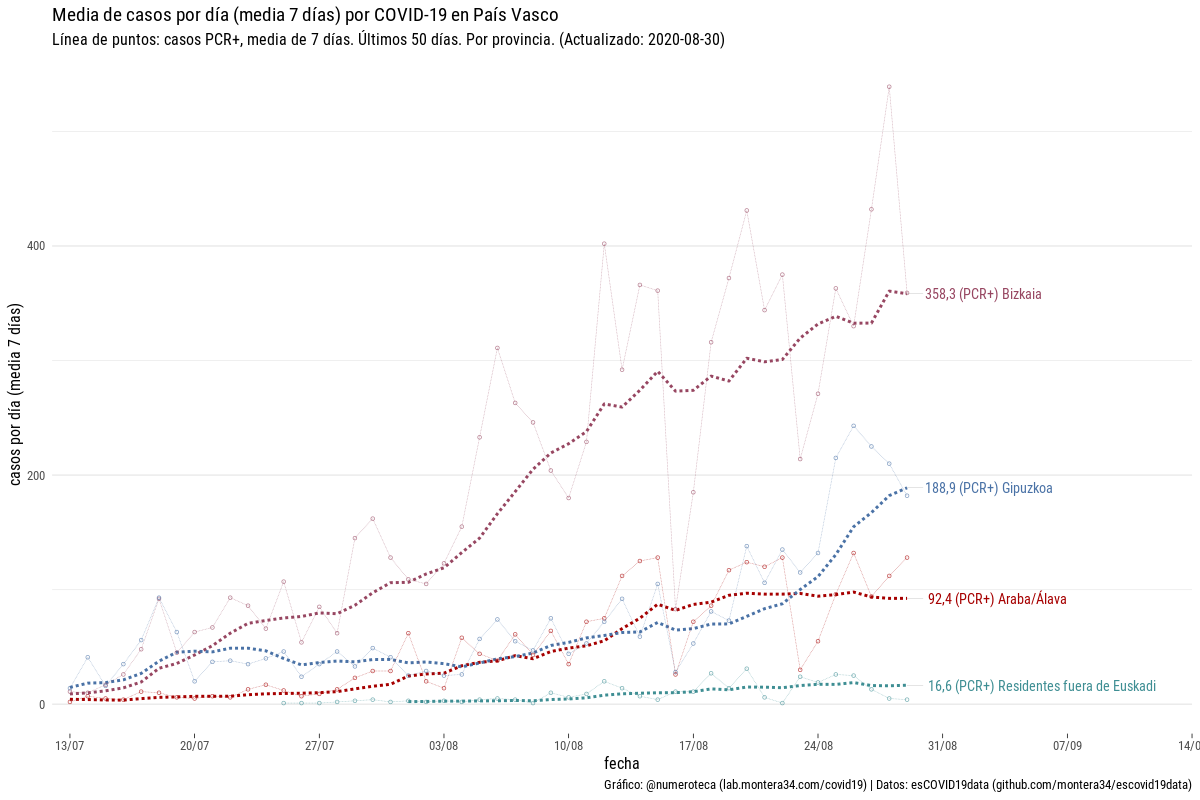 Media de casos por día (media 7 días) por COVID-19 en País Vasco
Línea de puntos: casos PCR+, media de 7 días. Últimos 50 días. Por provincia. (Actualizado: 2020-08-30)
casos por día (media 7 días)
400
200
0
358,3 (PCR+) Bizkaia
188,9 (PCR+) Gipuzkoa
92,4 (PCR+) Araba/Álava
16,6 (PCR+) Residentes fuera de Euskadi
13/07 20/07 27/07 03/08 10/08 17/08 24/08 31/08 07/09 14/0
fecha
Gráfico: @numeroteca (lab.montera34.com/covid19) | Datos: esCOVID19data (github.com/montera34/escovid19data)